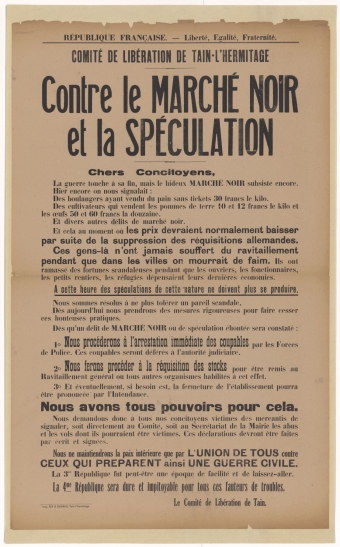 RÉPUBLIQUE FRANÇAISE. — Liberté, Egalité, Fraternité.
COMITÉ DE LIBÉRATION DE TAIN-L'HERMITAGE
Contre le MARCHÉ NOIR
et la SPÉCULATION
Chers Concitoyens,
La guerre touche à sa fin, mais le hideux MARCHE NOIR subsiste encore.
Hier encore on nous signalait :
Des boulangers ayant vendu du pain sans tickets 30 francs le kilo.
Des cultivateurs qui vendent les pommes de terre 10 et 12 francs le kilo et
les œufs 50 et 60 francs la douzaine.
Et divers autres délits de marché noir.
Et cela au moment où les prix devraient normalement baisser
par suite de la suppression des réquisitions allemandes.
Ces gens-là n'ont jamais souffert du ravitaillement
pendant que dans les villes on mourrait de faim. Ils ont
ramassé des fortunes scandaleuses pendant que les ouvriers, les fonctionnaires,
les petits rentiers, les réfugiés dépensaient leurs dernières économies.
A cette heure des spéculations de cette nature ne doivent plus se produire.
Nous sommes résolus à ne plus tolérer un pareil scandale.
Dès aujourd'hui nous prendrons des mesures rigoureuses pour faire cesser
ces honteuses pratiques.
Dès qu'un délit de MARCHÉ NOIR ou de spéculation éhontée sera constaté :
1° Nous procéderons à l'arrestation immédiate des coupables par les Forces
de Police. Ces coupables seront déférés à l'autorité judiciaire.
2° Nous ferons procéder à la réquisition des stocks pour être remis au
Ravitaillement général ou tous autres organismes habilités à cet effet.
3° Et éventuellement, si besoin est, la fermeture de l'établissement pourra
être prononcée par l'Intendance.
Nous avons tous pouvoirs pour cela.
Nous demandons donc à tous nos concitoyens victimes des mercantis de
signaler, soit directement au Comité, soit au Secrétariat de la Mairie les abus
et les vols dont ils pourraient être victimes. Ces déclarations devront être faites
par écrit et signées.
Nous ne maintiendrons la paix intérieure que par L'UNION DE TOUS contre
CEUX QUI PREPARENT ainsi UNE GUERRE CIVILE.
La 3me République fut peut-être une époque de facilité et de laisser-aller.
La 4me République sera dure et impitoyable pour tous ces fauteurs de troubles.
Le Comité de Libération de Tain.